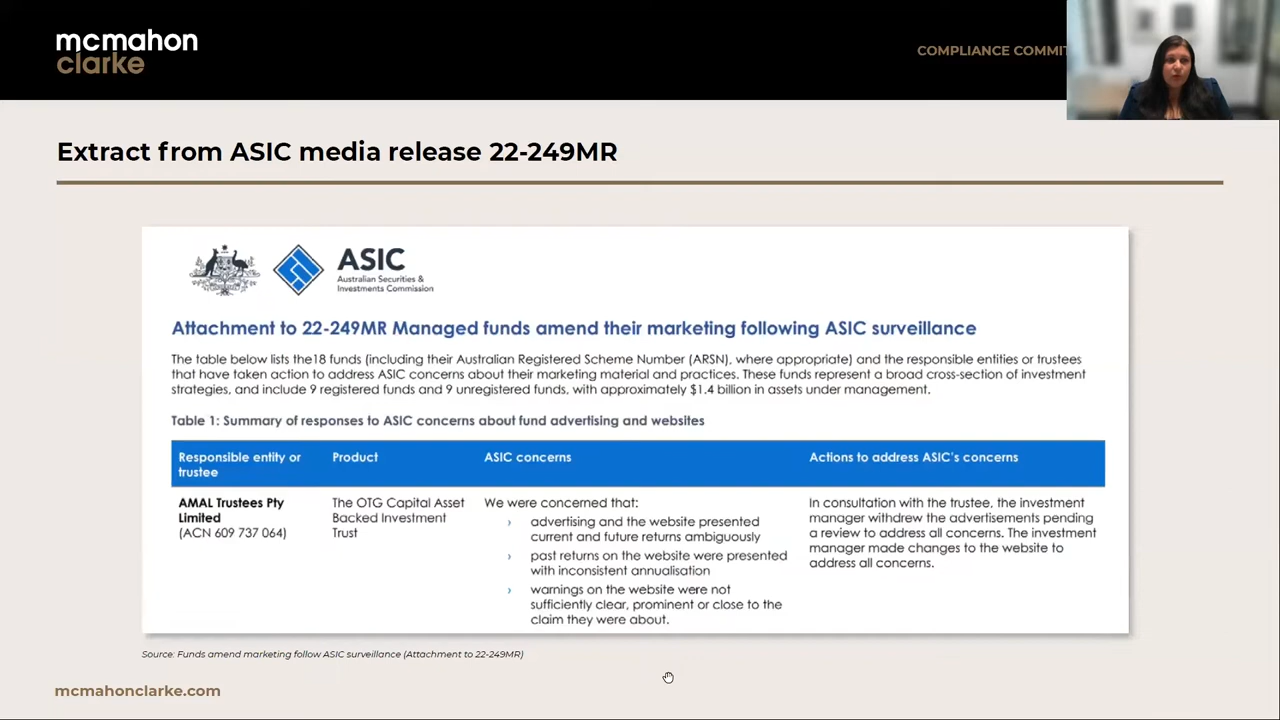 mcmahon
clarke
COMPLIANCE COMMIT
Extract from ASIC media release 22-249MR
ASIC
Australian Securities &
Investments Commission
Attachment to 22-249MR Managed funds amend their marketing following ASIC surveillance
The table below lists the18 funds (including their Australian Registered Scheme Number (ARSN), where appropriate) and the responsible entities or trustees
that have taken action to address ASIC concerns about their marketing material and practices. These funds represent a broad cross-section of investment
strategies, and include 9 registered funds and 9 unregistered funds, with approximately $1.4 billion in assets under management.
Table 1: Summary of responses to ASIC concerns about fund advertising and websites
Responsible entity or
trustee
Product
ASIC concerns
Actions to address ASIC's concerns
AMAL Trustees Pty
Limited
(ACN 609 737 064)
The OTG Capital Asset
Backed Investment
Trust
We were concerned that:
› advertising and the website presented
current and future returns ambiguously
› past returns on the website were presented
with inconsistent annualisation
› warnings on the website were not
sufficiently clear, prominent or close to the
claim they were about.
In consultation with the trustee, the investment
manager withdrew the advertisements pending
a review to address all concerns. The investment
manager made changes to the website to
address all concerns.
Source: Funds amend marketing follow ASIC surveillance (Attachment to 22-249MR)
mcmahonclarke.com